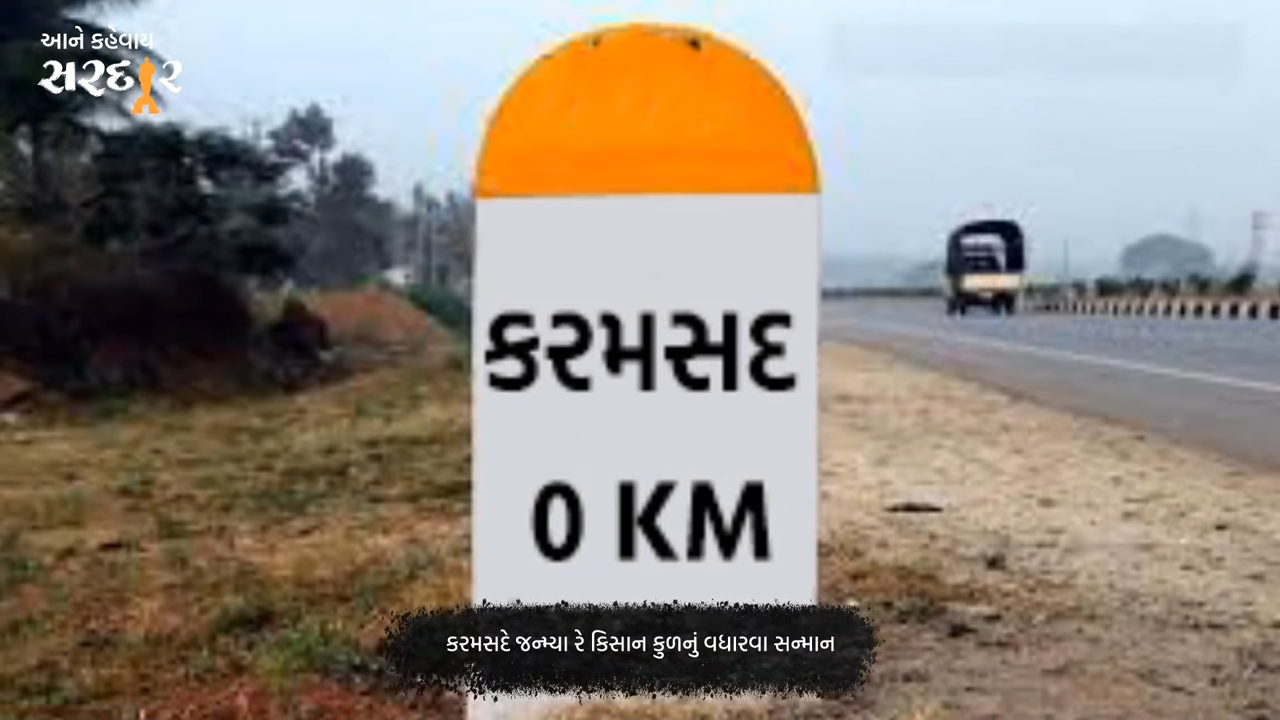 આને કહેવાય
સરદાર
કરમસદ
0 KM
કરમસદે જન્મ્યા રે કિસાન કુળનું વધારવા સન્માન